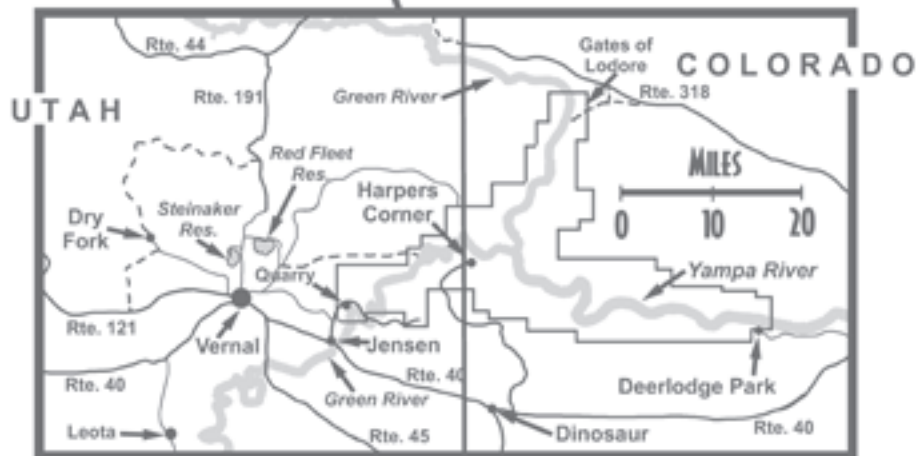 Rte. 44
Gates of
Lodore
COLORADO
UTAH
Rte. 191
Green River
Rte. 318
Red Fleet
Res.
MILES
0 10 20
Harpers
Corner
Steinaker
Res.
Dry
Fork
Quarry
Yampa River
Rte. 121
Vernal
Jensen
Rte. 40
Rte. 40
Green River
Deerlodge Park
Leota
Rte. 45
Dinosaur
Rte. 40